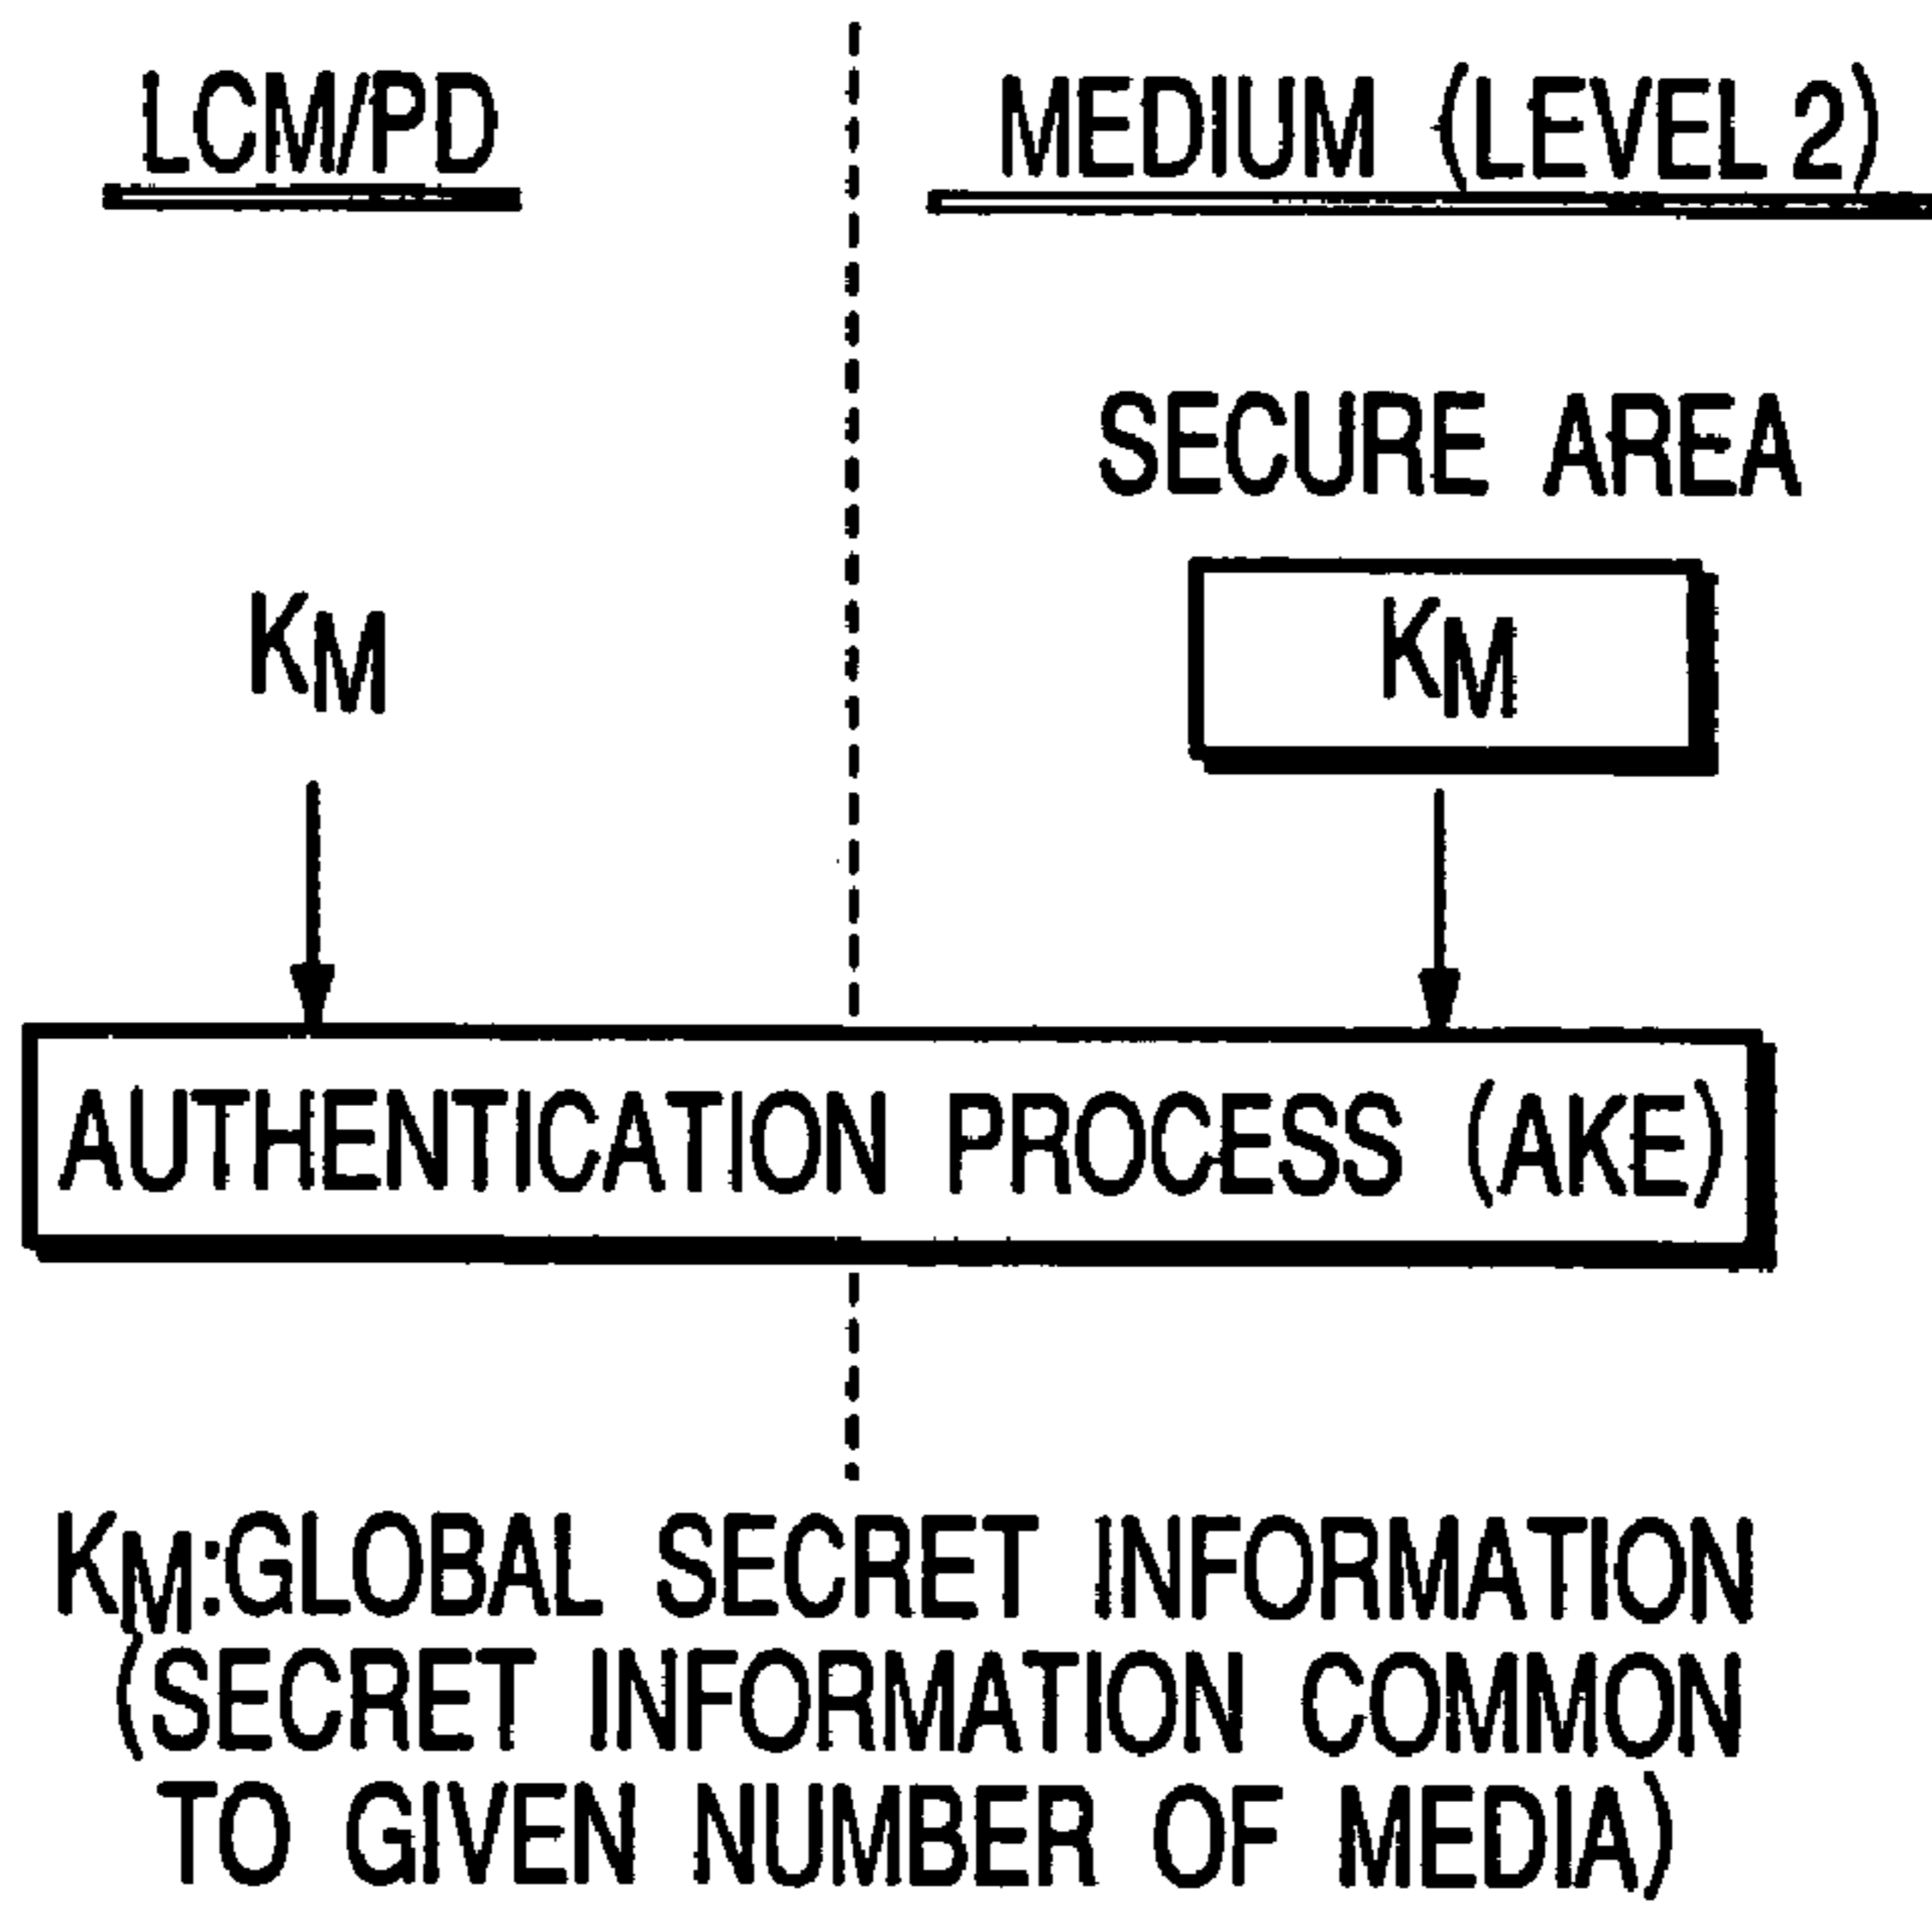 LCM/PD
MEDIUM (LEVEL 2)
SECURE AREA
KM
KM
AUTHENTICATION PROCESS (AKE)
KM:GLOBAL SECRET INFORMATION
(SECRET INFORMATION COMMON
TO GIVEN NUMBER OF MEDIA)